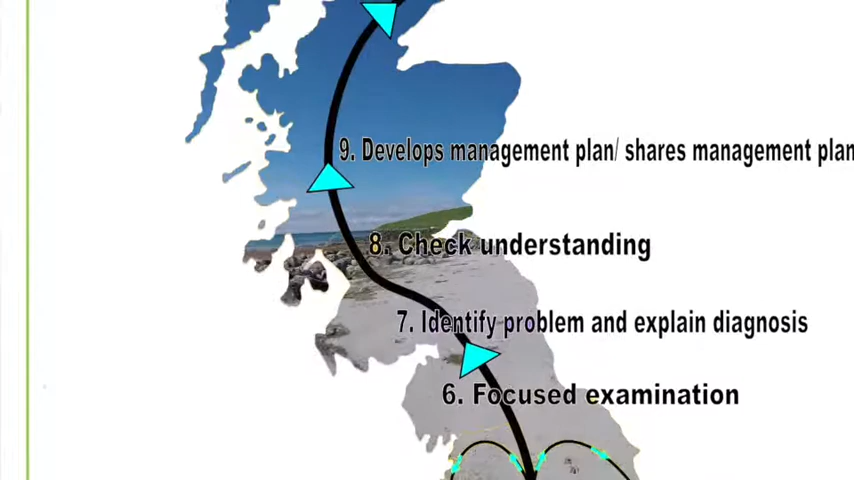 9. Develops management plan/ shares management plan
8. Check understanding
7. Identify problem and explain diagnosis
6. Focused examination